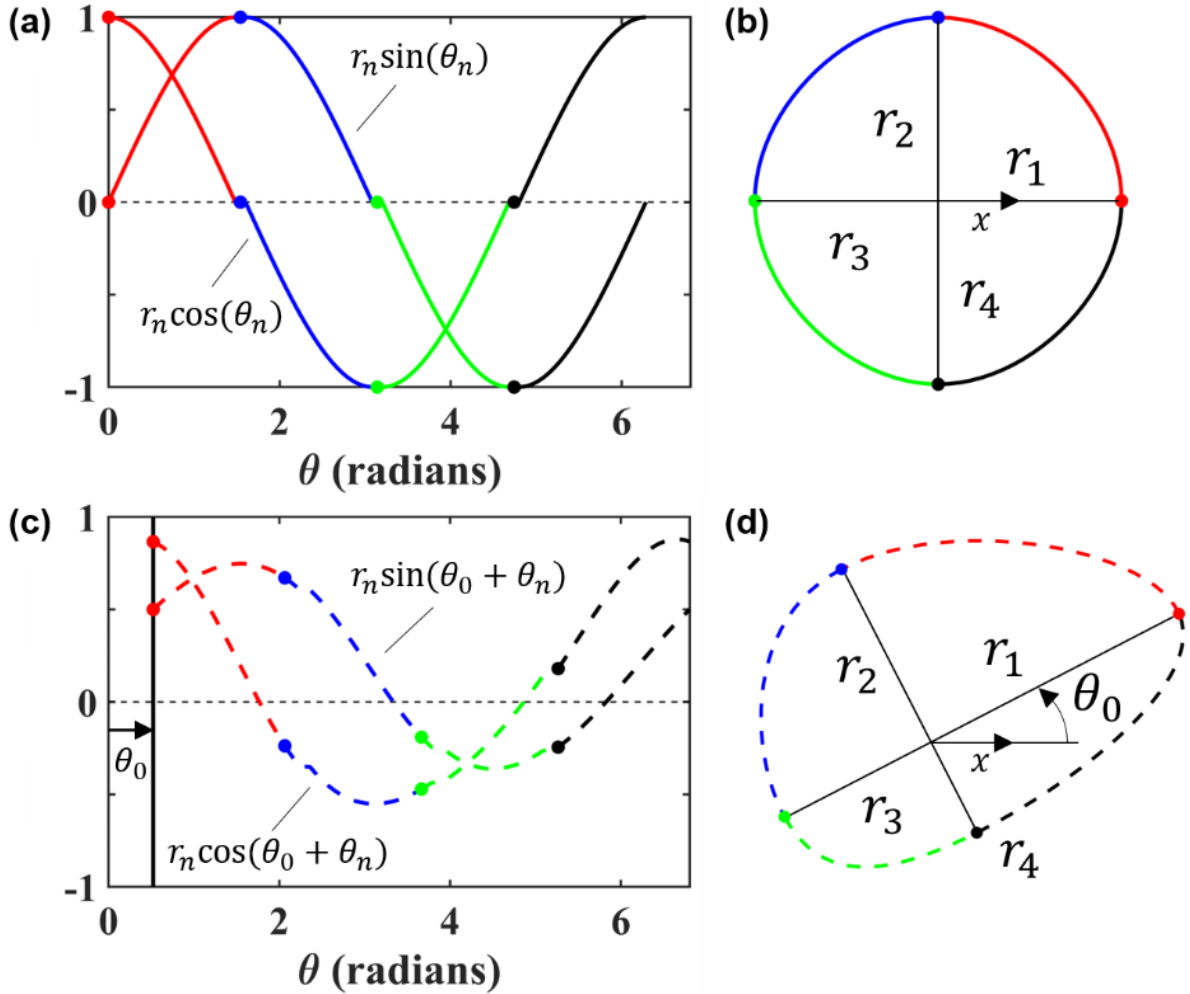 (a)
1
0
-1
r_n sin(θ_n)
r_n cos(θ_n)
0 2 4 6
θ (radians)
(b)
r_2
r_1
x
r_3
r_4
(c)
1
0
-1
r_n sin(θ_0 + θ_n)
θ_0
r_n cos(θ_0 + θ_n)
0 2 4 6
θ (radians)
(d)
r_1
r_2
θ_0
x
r_3
r_4